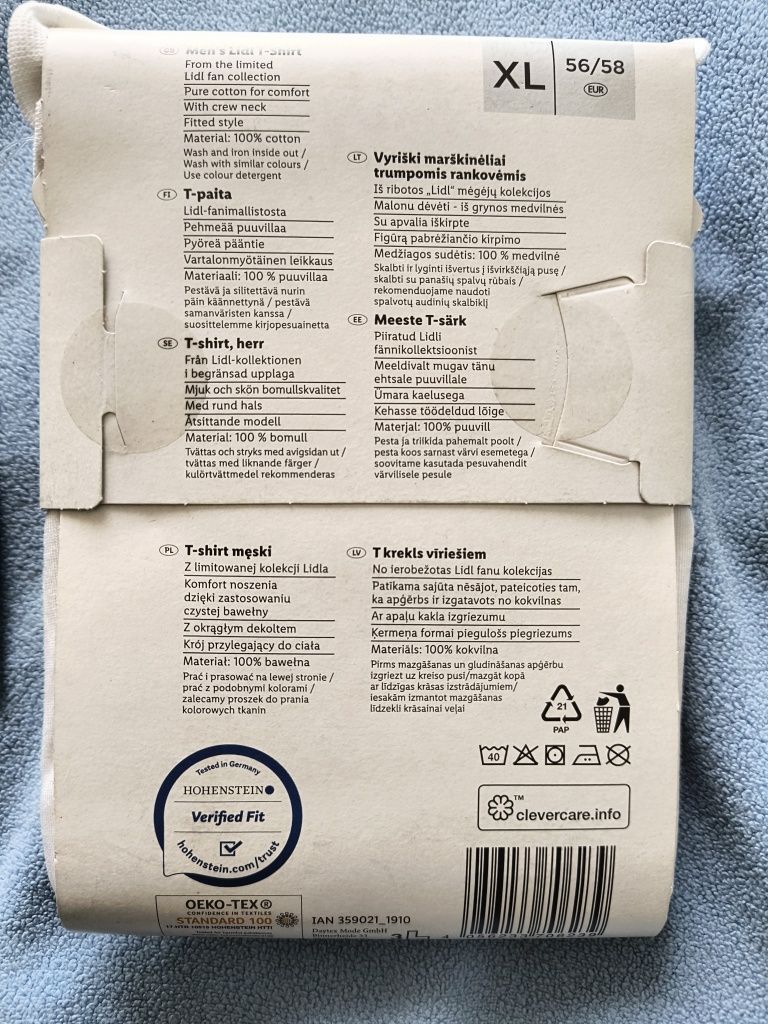 GB Men's Lidl T-Shirt
From the limited
Lidl fan collection
Pure cotton for comfort
With crew neck
Fitted style
Material: 100% cotton
Wash and iron inside out /
Wash with similar colours /
Use colour detergent
XL
56/58
EUR
FI T-paita
Lidl-fanimallistosta
Pehmeää puuvillaa
Pyöreä pääntie
Vartalonmyötäinen leikkaus
Materiaali: 100 % puuvillaa
Pestävä ja silitettävä nurin
päin käännettynä / pestävä
samanväristen kanssa /
suosittelemme kirjopesuainetta
SE T-shirt, herr
Från Lidl-kollektionen
i begränsad upplaga
Mjuk och skön bomullskvalitet
Med rund hals
Åtsittande modell
Material: 100 % bomull
Tvättas och stryks med avigsidan ut /
tvättas med liknande färger /
kulörtvättmedel rekommenderas
LT Vyriški marškinėliai
trumpomis rankovėmis
Iš ribotos „Lidl“ mėgėjų kolekcijos
Malonu dėvėti - iš grynos medvilnės
Su apvalia iškirpte
Figūrą pabrėžiančio kirpimo
Medžiagos sudėtis: 100 % medvilnė
Skalbti ir lyginti išvertus į išvirkščiąją pusę /
skalbti su panašių spalvų rūbais /
rekomenduojame naudoti
spalvotų audinių skalbiklį
EE Meeste T-särk
Piiratud Lidli
fännikollektsioonist
Meeldivalt mugav tänu
ehtsale puuvillale
Ümara kaelusega
Kehasse töödeldud lõige
Materjal: 100% puuvill
Pesta ja triikida pahemalt poolt /
pesta koos sarnast värvi esemetega /
soovitame kasutada pesuvahendit
värvilisele pesule
PL T-shirt męski
Z limitowanej kolekcji Lidla
Komfort noszenia
dzięki zastosowaniu
czystej bawełny
Z okrągłym dekoltem
Krój przylegający do ciała
Materiał: 100% bawełna
Prać i prasować na lewej stronie /
prać z podobnymi kolorami /
zalecamy proszek do prania
kolorowych tkanin
LV T krekls vīriešiem
No ierobežotas Lidl fanu kolekcijas
Patīkama sajūta nēsājot, pateicoties tam,
ka apģērbs ir izgatavots no kokvilnas
Ar apaļu kakla izgriezumu
Ķermeņa formai piegulošs piegriezums
Materiāls: 100% kokvilna
Pirms mazgāšanas un gludināšanas apģērbu
izgriezt uz kreiso pusi/mazgāt kopā
ar līdzīgas krāsas izstrādājumiem/
iesakām izmantot mazgāšanas
līdzekli krāsainai veļai
21
PAP
40
TM
clevercare.info
Tested in Germany
HOHENSTEIN
Verified Fit
hohenstein.com/trust
OEKO-TEX®
CONFIDENCE IN TEXTILES
STANDARD 100
17.HTR.10915 HOHENSTEIN HTTI
IAN 359021_1910
Daytex Mode GmbH
4 056233 708239